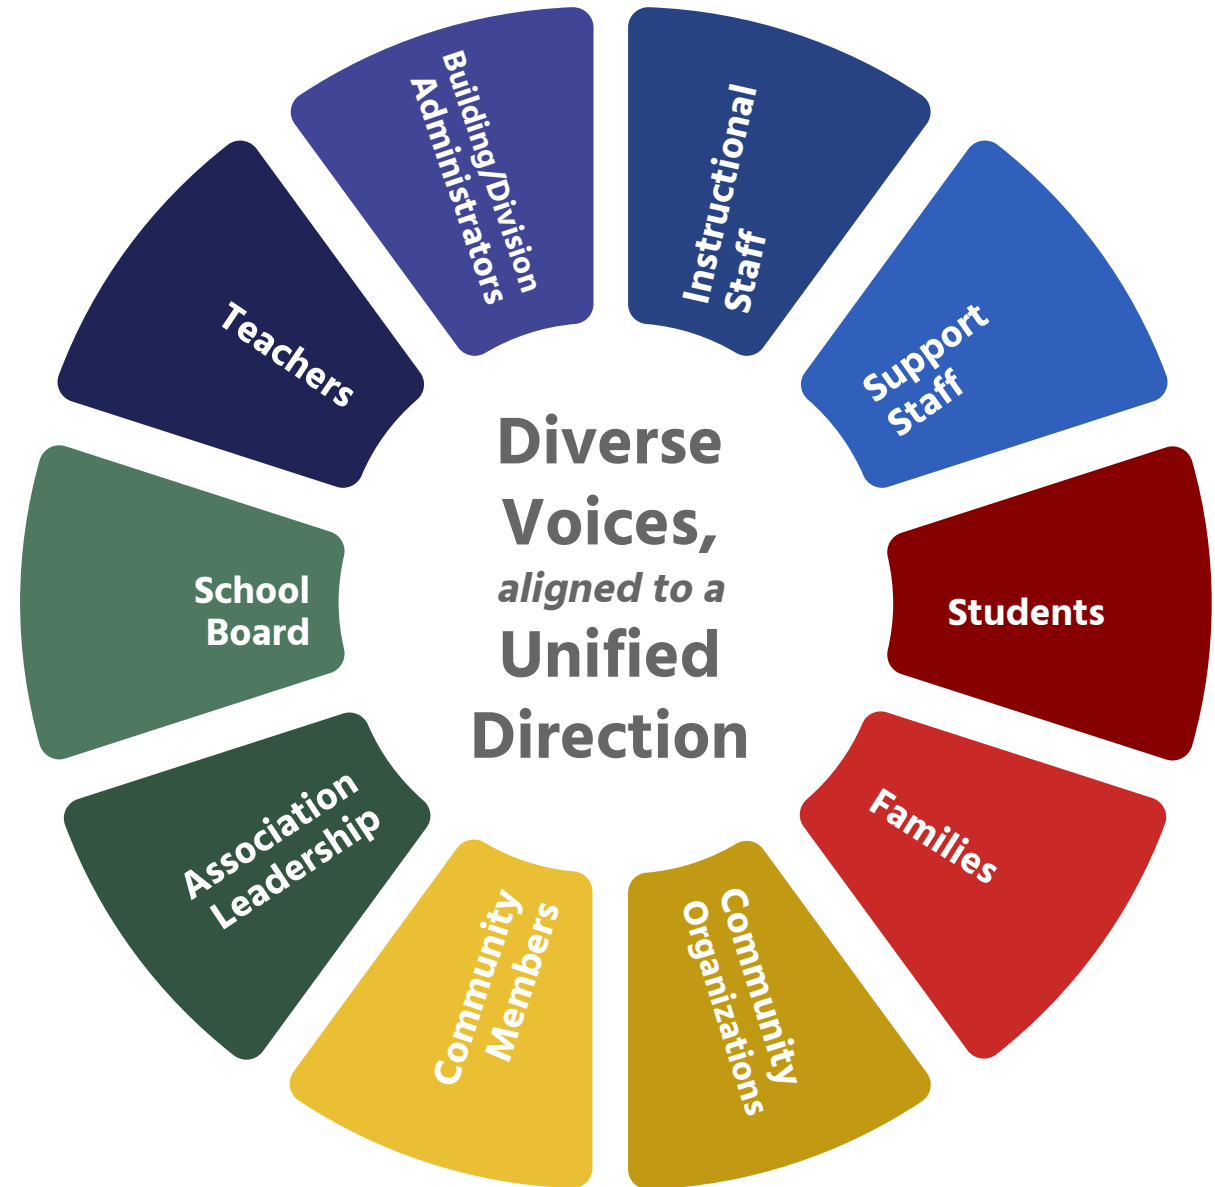 Diverse
Voices,
aligned to a
Unified
Direction
Instructional
Staff
Support
Staff
Students
Families
Community
Organizations
Community
Members
Association
Leadership
School
Board
Teachers
Building/Division
Administrators